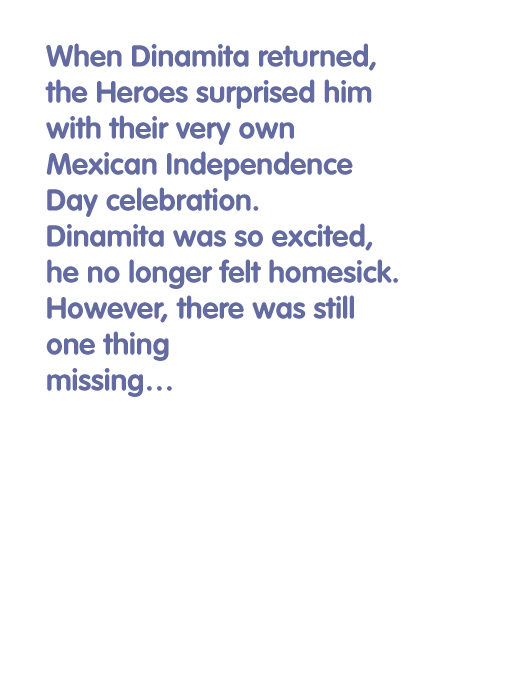 When Dinamita returned,
the Heroes surprised him
with their very own
Mexican Independence
Day celebration.
Dinamita was so excited,
he no longer felt homesick.
However, there was still
one thing
missing…